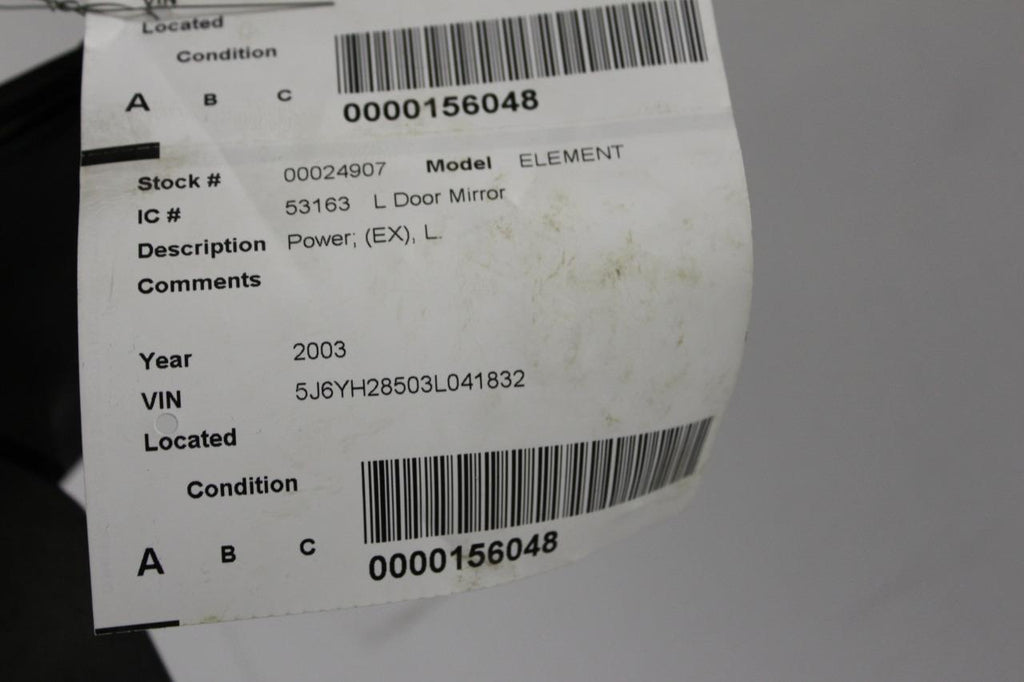 VIN
Located
Condition
A B C
0000156048
Stock # 00024907 Model ELEMENT
IC # 53163 L Door Mirror
Description Power; (EX), L.
Comments
Year 2003
VIN 5J6YH28503L041832
Located
Condition
A B C
0000156048